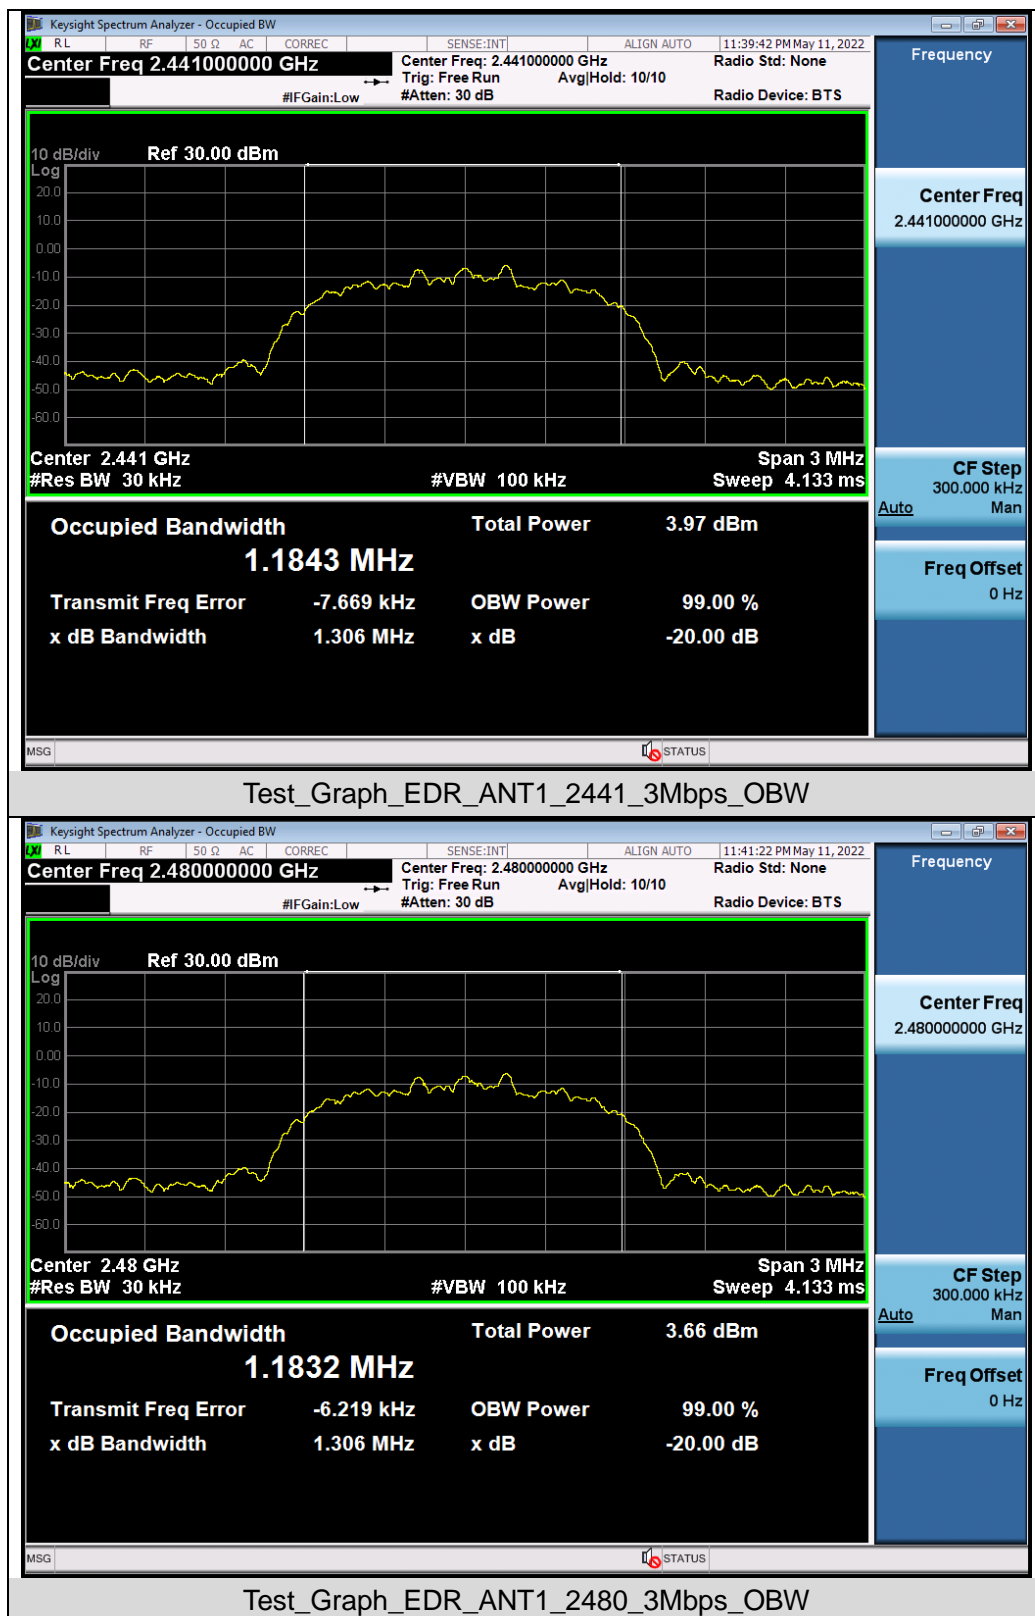 Keysight Spectrum Analyzer - Occupied BW
LXI RL RF 50 Ω AC CORREC SENSE:INT ALIGN AUTO 11:39:42 PM May 11, 2022
Center Freq 2.441000000 GHz
Center Freq: 2.441000000 GHz Radio Std: None
Trig: Free Run Avg|Hold: 10/10
#IFGain:Low #Atten: 30 dB Radio Device: BTS
Frequency
10 dB/div Ref 30.00 dBm
Log
20.0
10.0
0.00
-10.0
-20.0
-30.0
-40.0
-50.0
-60.0
Center 2.441 GHz Span 3 MHz
#Res BW 30 kHz #VBW 100 kHz Sweep 4.133 ms
Center Freq
2.441000000 GHz
CF Step
300.000 kHz
Auto Man
Freq Offset
0 Hz
Occupied Bandwidth Total Power 3.97 dBm
1.1843 MHz
Transmit Freq Error -7.669 kHz OBW Power 99.00 %
x dB Bandwidth 1.306 MHz x dB -20.00 dB
MSG STATUS
Test_Graph_EDR_ANT1_2441_3Mbps_OBW
Keysight Spectrum Analyzer - Occupied BW
LXI RL RF 50 Ω AC CORREC SENSE:INT ALIGN AUTO 11:41:22 PM May 11, 2022
Center Freq 2.480000000 GHz
Center Freq: 2.480000000 GHz Radio Std: None
Trig: Free Run Avg|Hold: 10/10
#IFGain:Low #Atten: 30 dB Radio Device: BTS
Frequency
10 dB/div Ref 30.00 dBm
Log
20.0
10.0
0.00
-10.0
-20.0
-30.0
-40.0
-50.0
-60.0
Center 2.48 GHz Span 3 MHz
#Res BW 30 kHz #VBW 100 kHz Sweep 4.133 ms
Center Freq
2.480000000 GHz
CF Step
300.000 kHz
Auto Man
Freq Offset
0 Hz
Occupied Bandwidth Total Power 3.66 dBm
1.1832 MHz
Transmit Freq Error -6.219 kHz OBW Power 99.00 %
x dB Bandwidth 1.306 MHz x dB -20.00 dB
MSG STATUS
Test_Graph_EDR_ANT1_2480_3Mbps_OBW